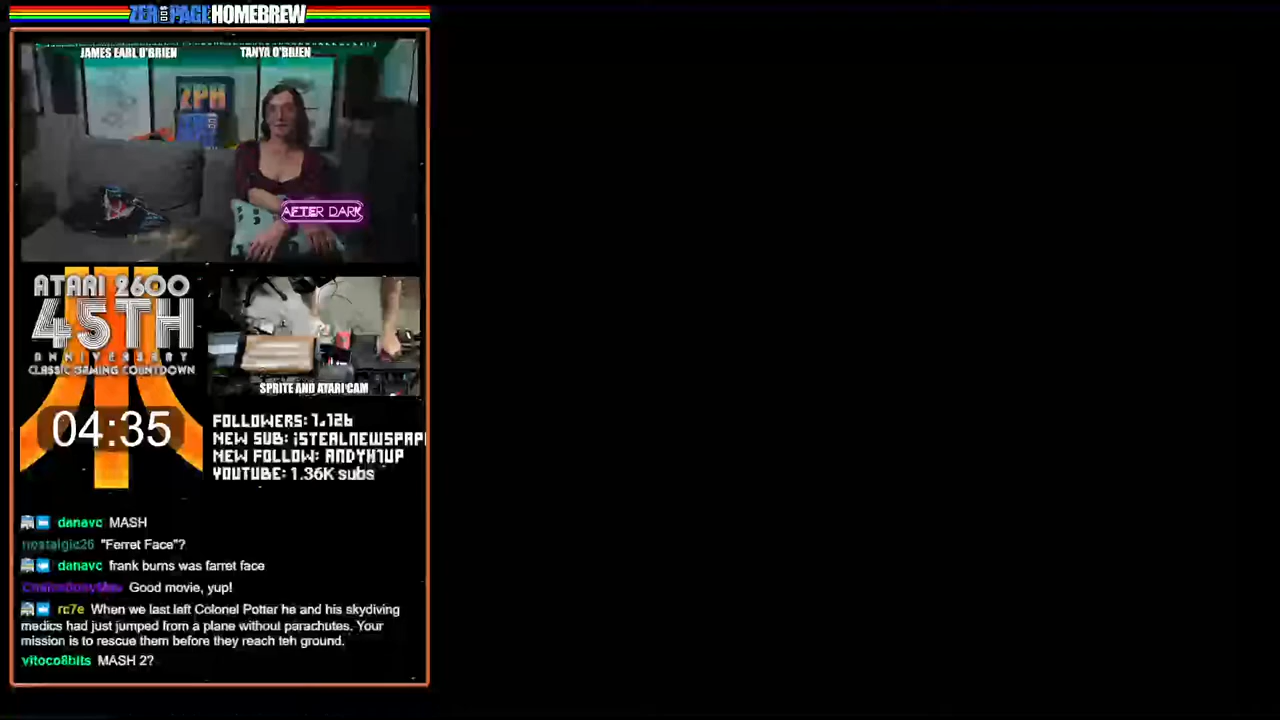 ZEROPAGE HOMEBREW
JAMES EARL O'BRIEN
TANYA O'BRIEN
2PH
AFTER DARK
ATARI 2600
45TH
ANNIVERSARY
CLASSIC GAMING COUNTDOWN
04:35
SPRITE AND ATARI CAM
FOLLOWERS: 1,126
NEW SUB: ISTEALNEWSPAP
NEW FOLLOW: ANDYH1UP
YOUTUBE: 1.36K subs
danavc MASH
nostalgic26 "Ferret Face"?
danavc frank burns was farret face
Good movie, yup!
rc7e When we last left Colonel Potter he and his skydiving
medics had just jumped from a plane without parachutes. Your
mission is to rescue them before they reach teh ground.
vitoco8bits MASH 2?